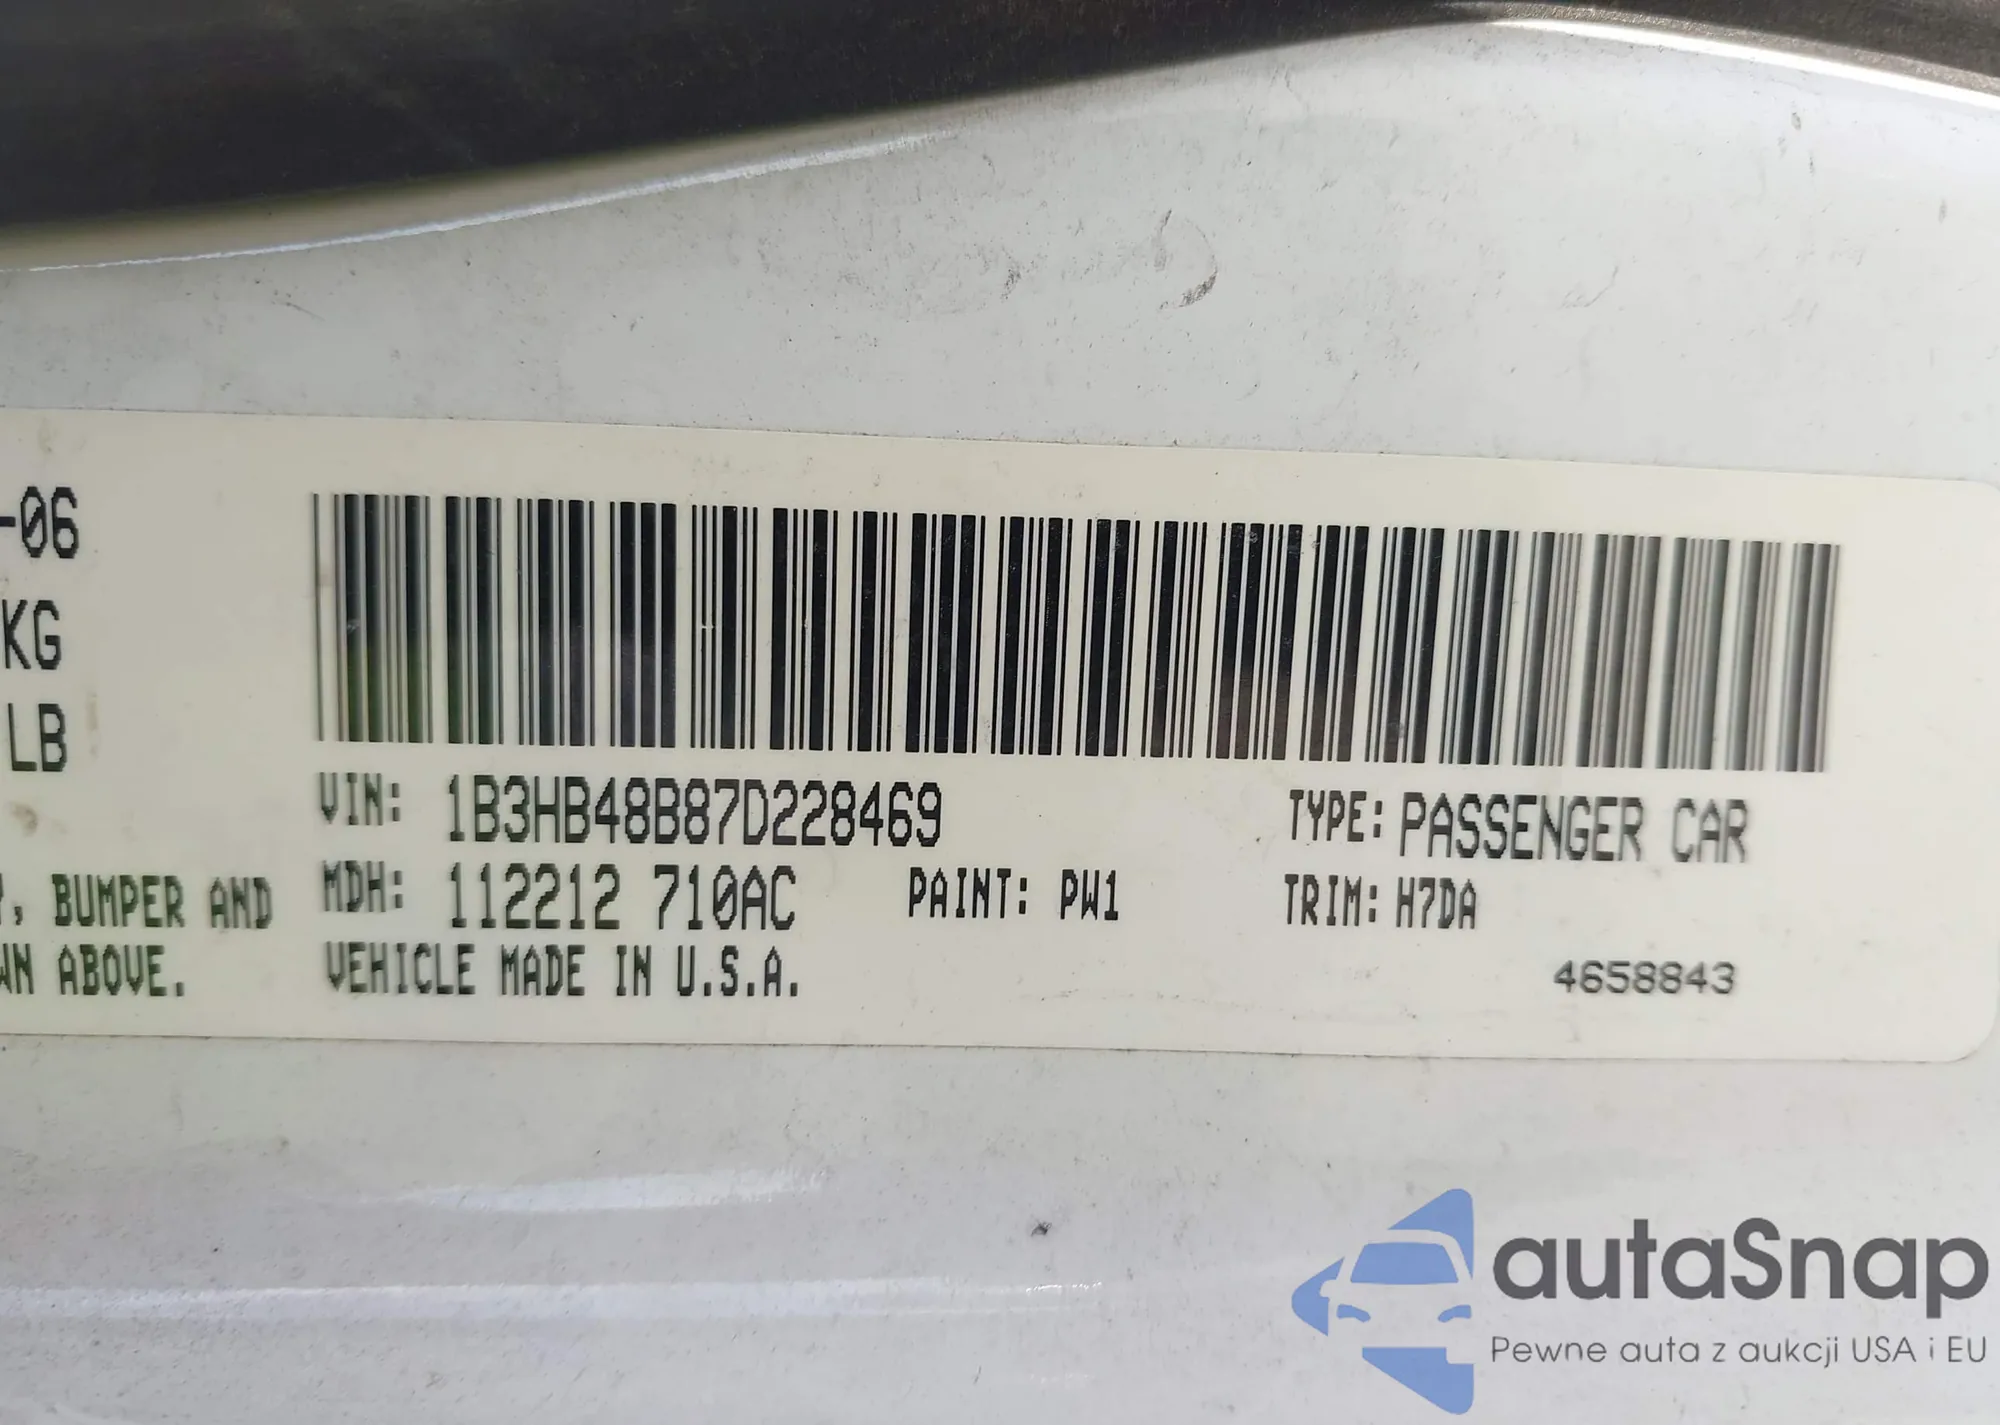 -06
KG
LB
VIN: 1B3HB48B87D228469
TYPE: PASSENGER CAR
, BUMPER AND
MDH: 112212 710AC
PAINT: PW1
TRIM: H7DA
WN ABOVE.
VEHICLE MADE IN U.S.A.
4658843
autaSnap
Pewne auta z aukcji USA i EU